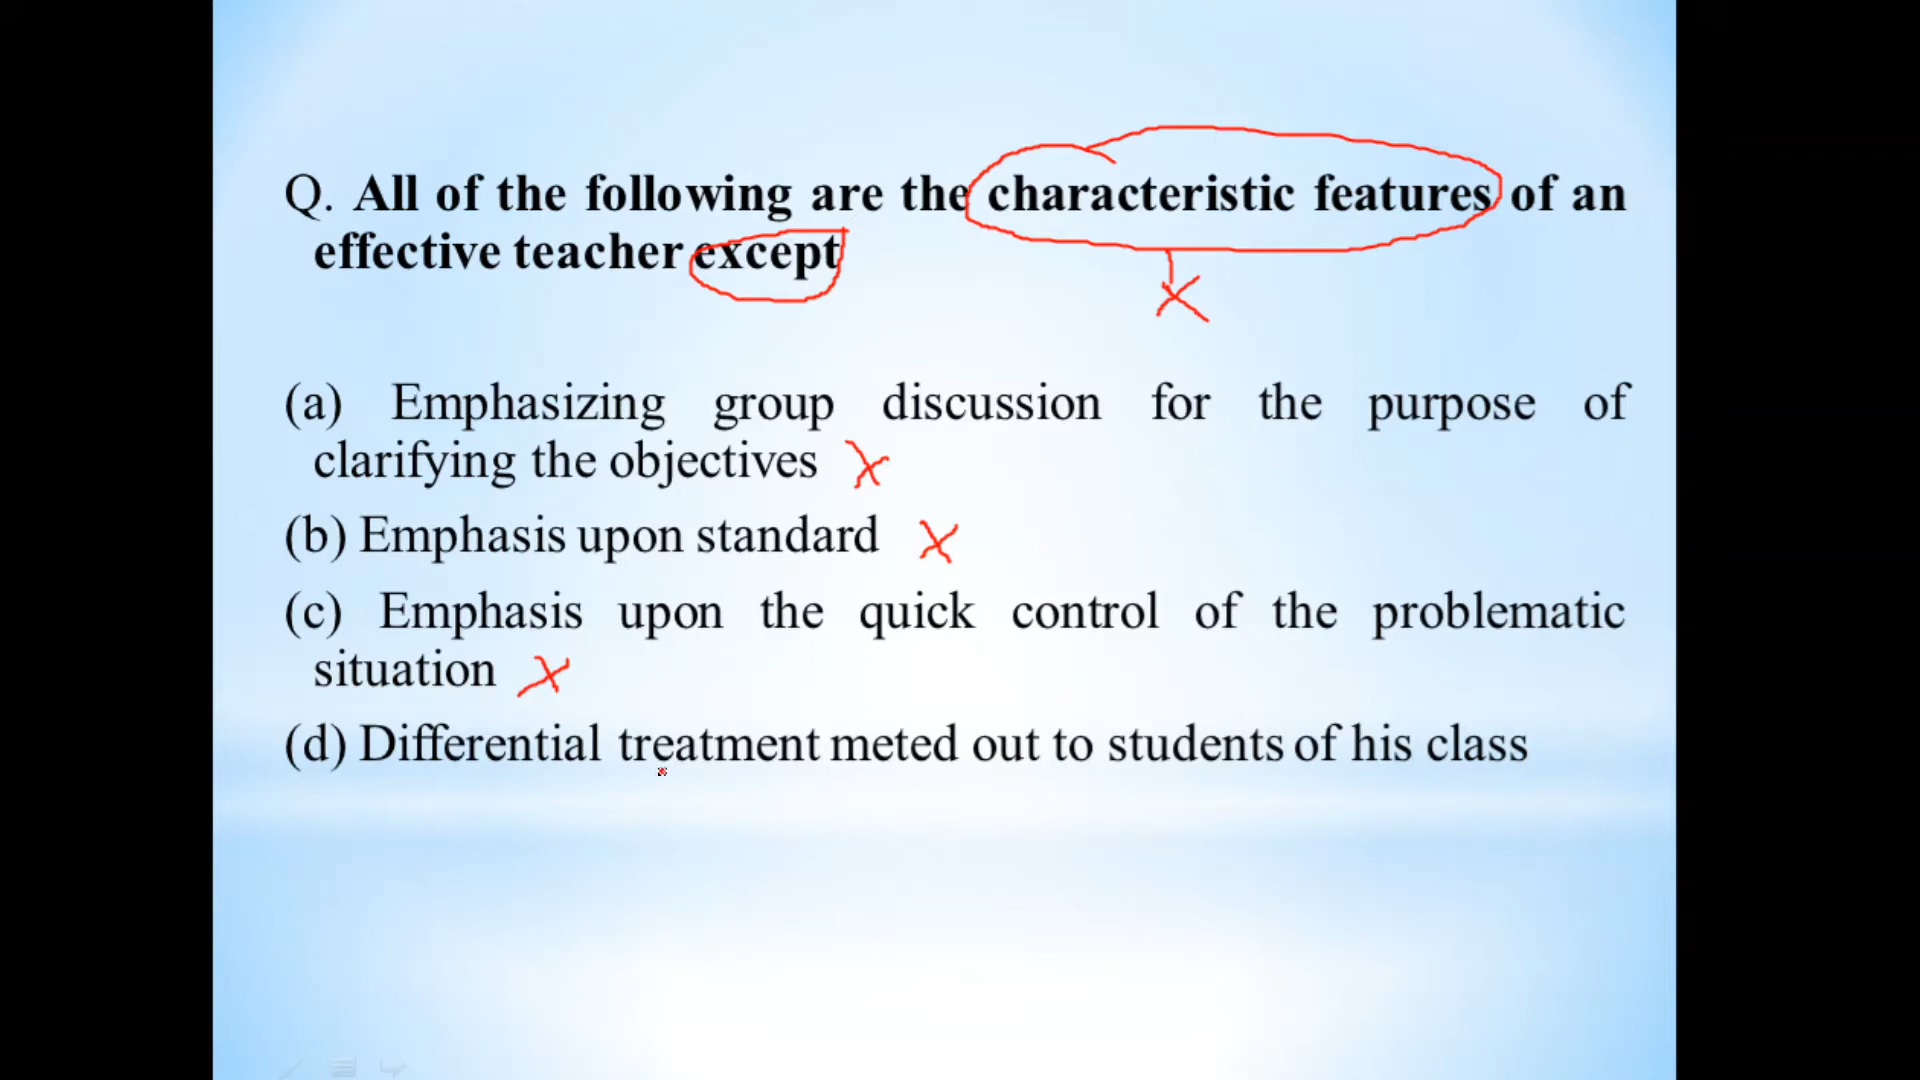 Q. All of the following are the characteristic features of an
effective teacher except
(a) Emphasizing group discussion for the purpose of
clarifying the objectives
(b) Emphasis upon standard
(c) Emphasis upon the quick control of the problematic
situation
(d) Differential treatment meted out to students of his class